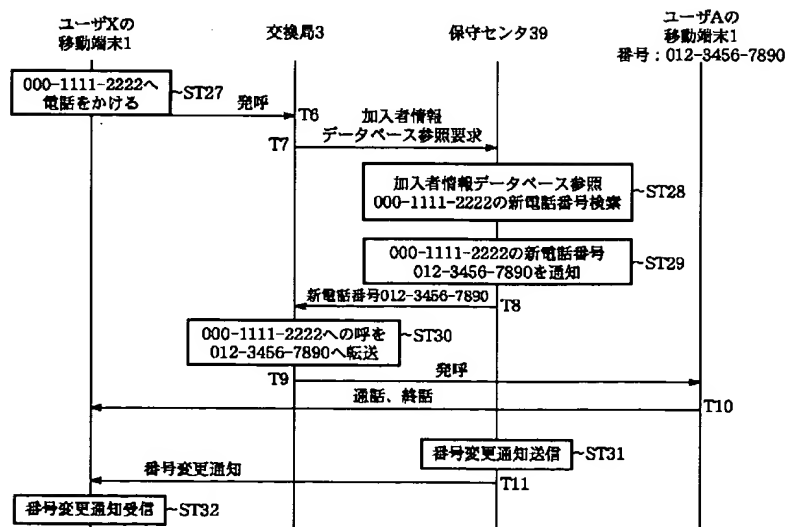 ユーザXの
移動端末1
交換局3
保守センタ39
ユーザAの
移動端末1
番号：012-3456-7890
000-1111-2222へ
電話をかける
~ST27
発呼
T6
T7
加入者情報
データベース参照要求
加入者情報データベース参照
000-1111-2222の新電話番号検索
~ST28
000-1111-2222の新電話番号
012-3456-7890を通知
~ST29
新電話番号012-3456-7890
T8
000-1111-2222への呼を
012-3456-7890へ転送
~ST30
T9
発呼
通話、終話
T10
番号変更通知送信
~ST31
番号変更通知
T11
番号変更通知受信
~ST32